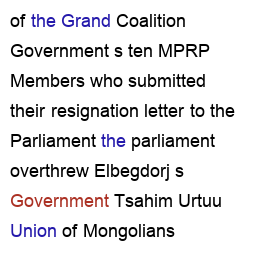 of the Grand Coalition
Government s ten MPRP
Members who submitted
their resignation letter to the
Parliament the parliament
overthrew Elbegdorj s
Government Tsahim Urtuu
Union of Mongolians